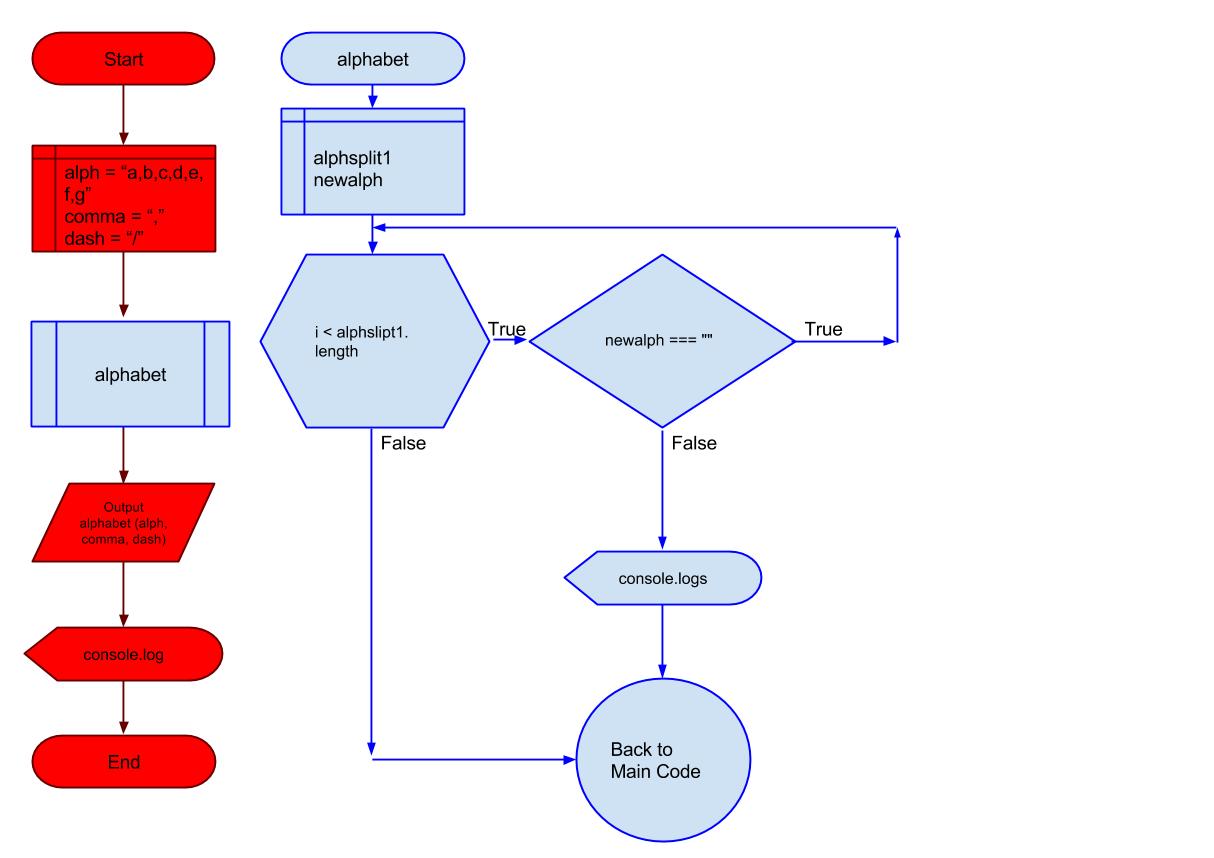 Start
alph = “a,b,c,d,e,
f,g”
comma = “,”
dash = “/”
alphabet
Output
alphabet (alph,
comma, dash)
console.log
End
alphabet
alphsplit1
newalph
i < alphslipt1.
length
True
newalph === ""
True
False
False
console.logs
Back to
Main Code